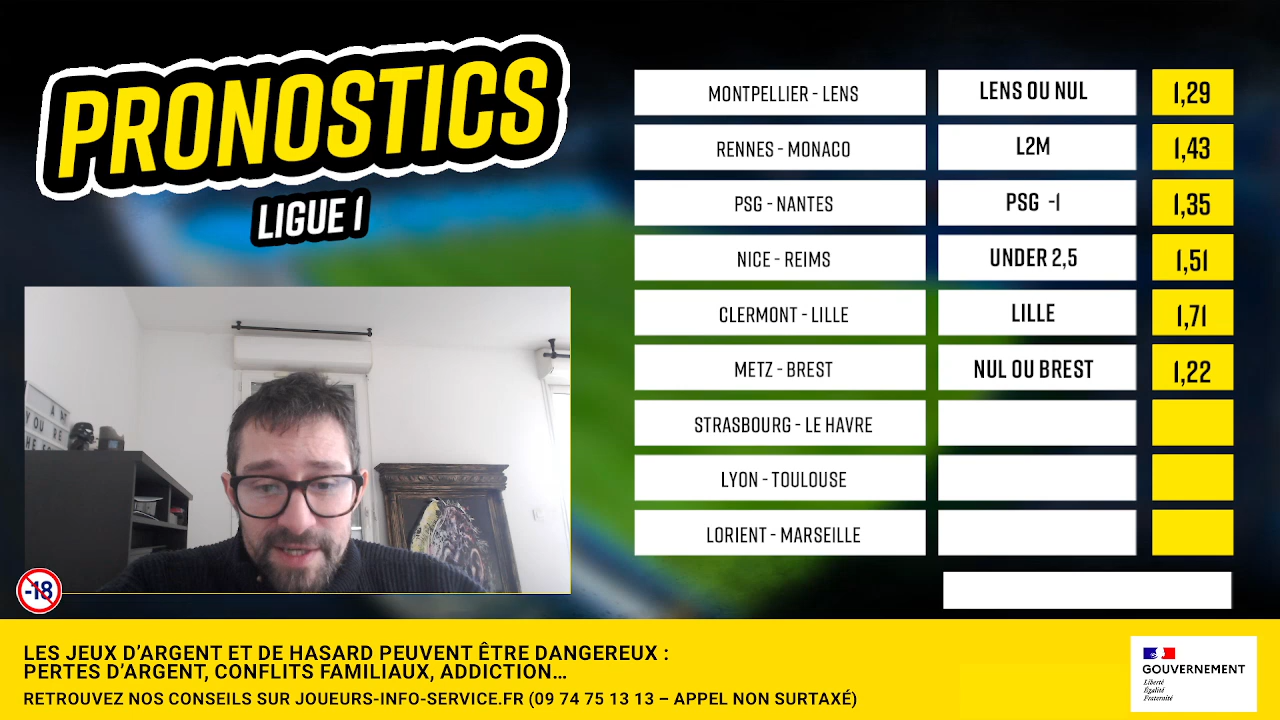 PRONOSTICS
LIGUE 1
MONTPELLIER - LENS
LENS OU NUL
1,29
RENNES - MONACO
L2M
1,43
PSG - NANTES
PSG -1
1,35
NICE - REIMS
UNDER 2,5
1,51
CLERMONT - LILLE
LILLE
1,71
METZ - BREST
NUL OU BREST
1,22
STRASBOURG - LE HAVRE
LYON - TOULOUSE
LORIENT - MARSEILLE
YOU RE
-18
LES JEUX D'ARGENT ET DE HASARD PEUVENT ÊTRE DANGEREUX :
PERTES D'ARGENT, CONFLITS FAMILIAUX, ADDICTION...
RETROUVEZ NOS CONSEILS SUR JOUEURS-INFO-SERVICE.FR (09 74 75 13 13 – APPEL NON SURTAXÉ)
GOUVERNEMENT
Liberté
Égalité
Fraternité